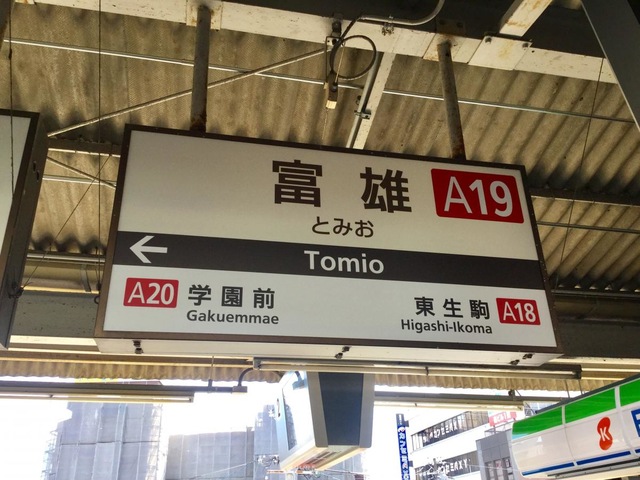 富雄 A19
とみお
← Tomio
A20 学園前
Gakuemmae
東生駒 A18
Higashi-Ikoma